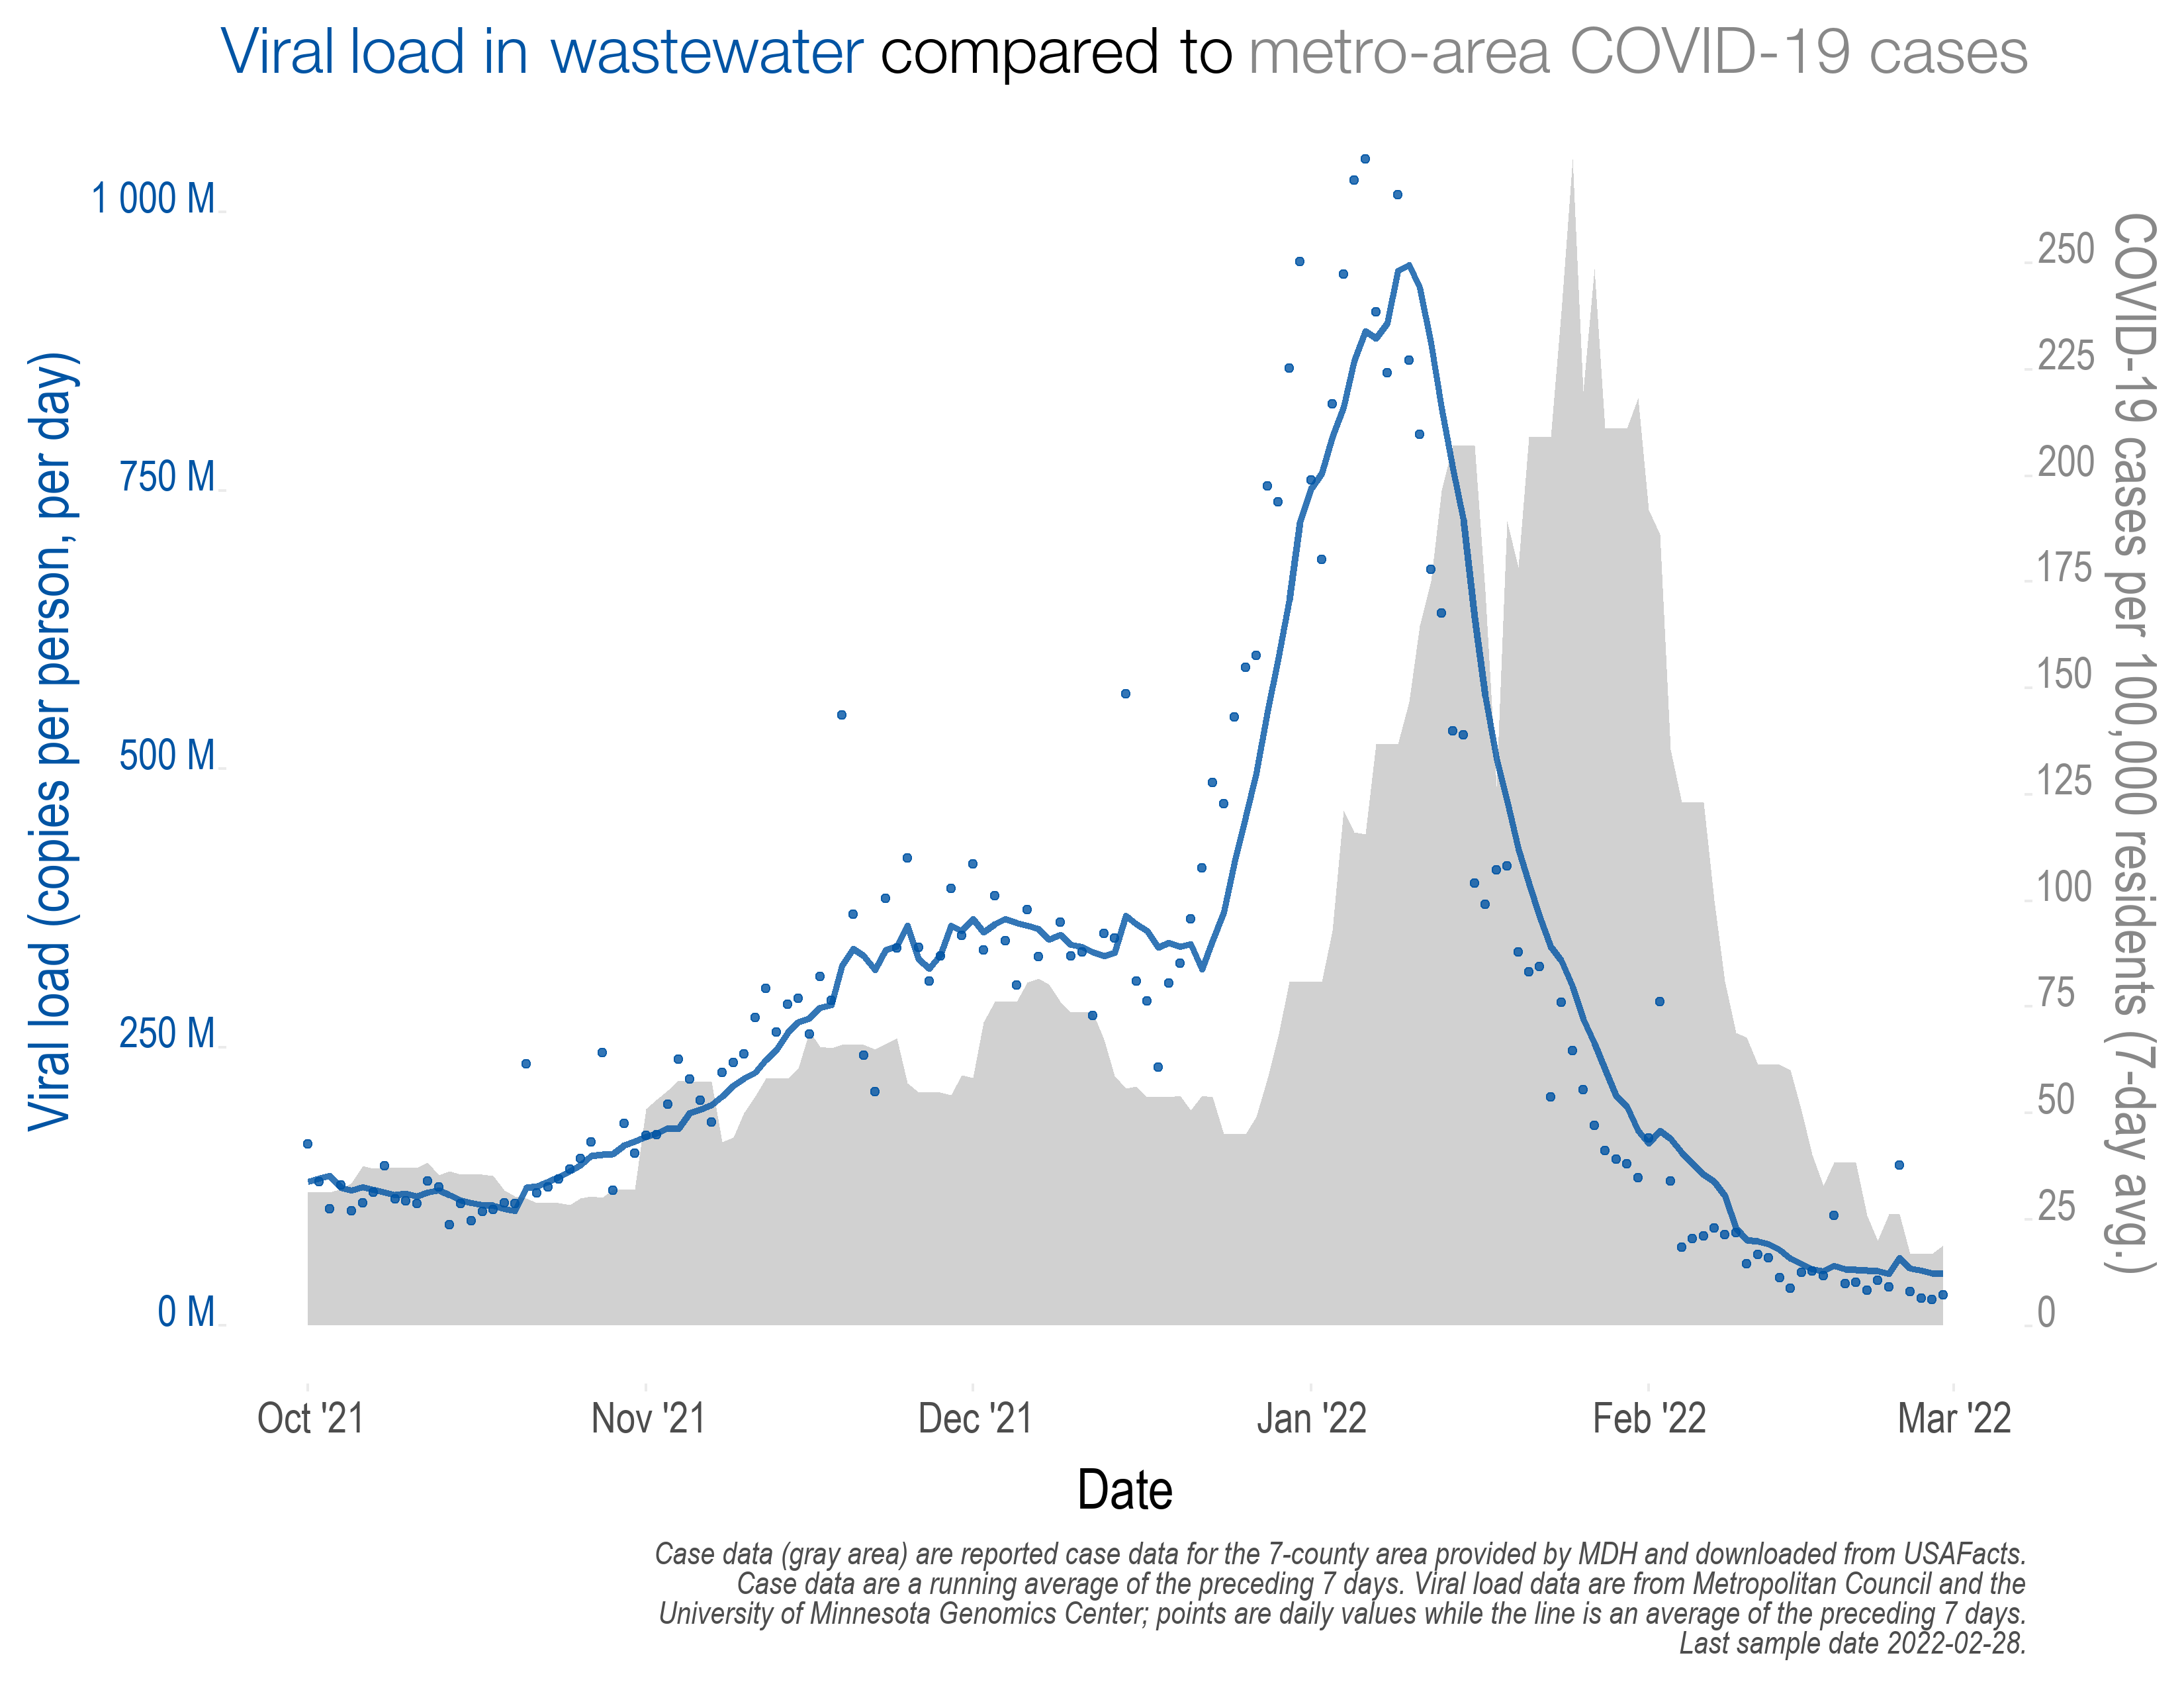 Viral load in wastewater compared to metro-area COVID-19 cases
Viral load (copies per person, per day)
1 000 M
750 M
500 M
250 M
0 M
250
225
200
175
150
125
100
75
50
25
0
COVID-19 cases per 100,000 residents (7-day avg.)
Oct '21 Nov '21 Dec '21 Jan '22 Feb '22 Mar '22
Date
Case data (gray area) are reported case data for the 7-county area provided by MDH and downloaded from USAFacts.
Case data are a running average of the preceding 7 days. Viral load data are from Metropolitan Council and the
University of Minnesota Genomics Center; points are daily values while the line is an average of the preceding 7 days.
Last sample date 2022-02-28.